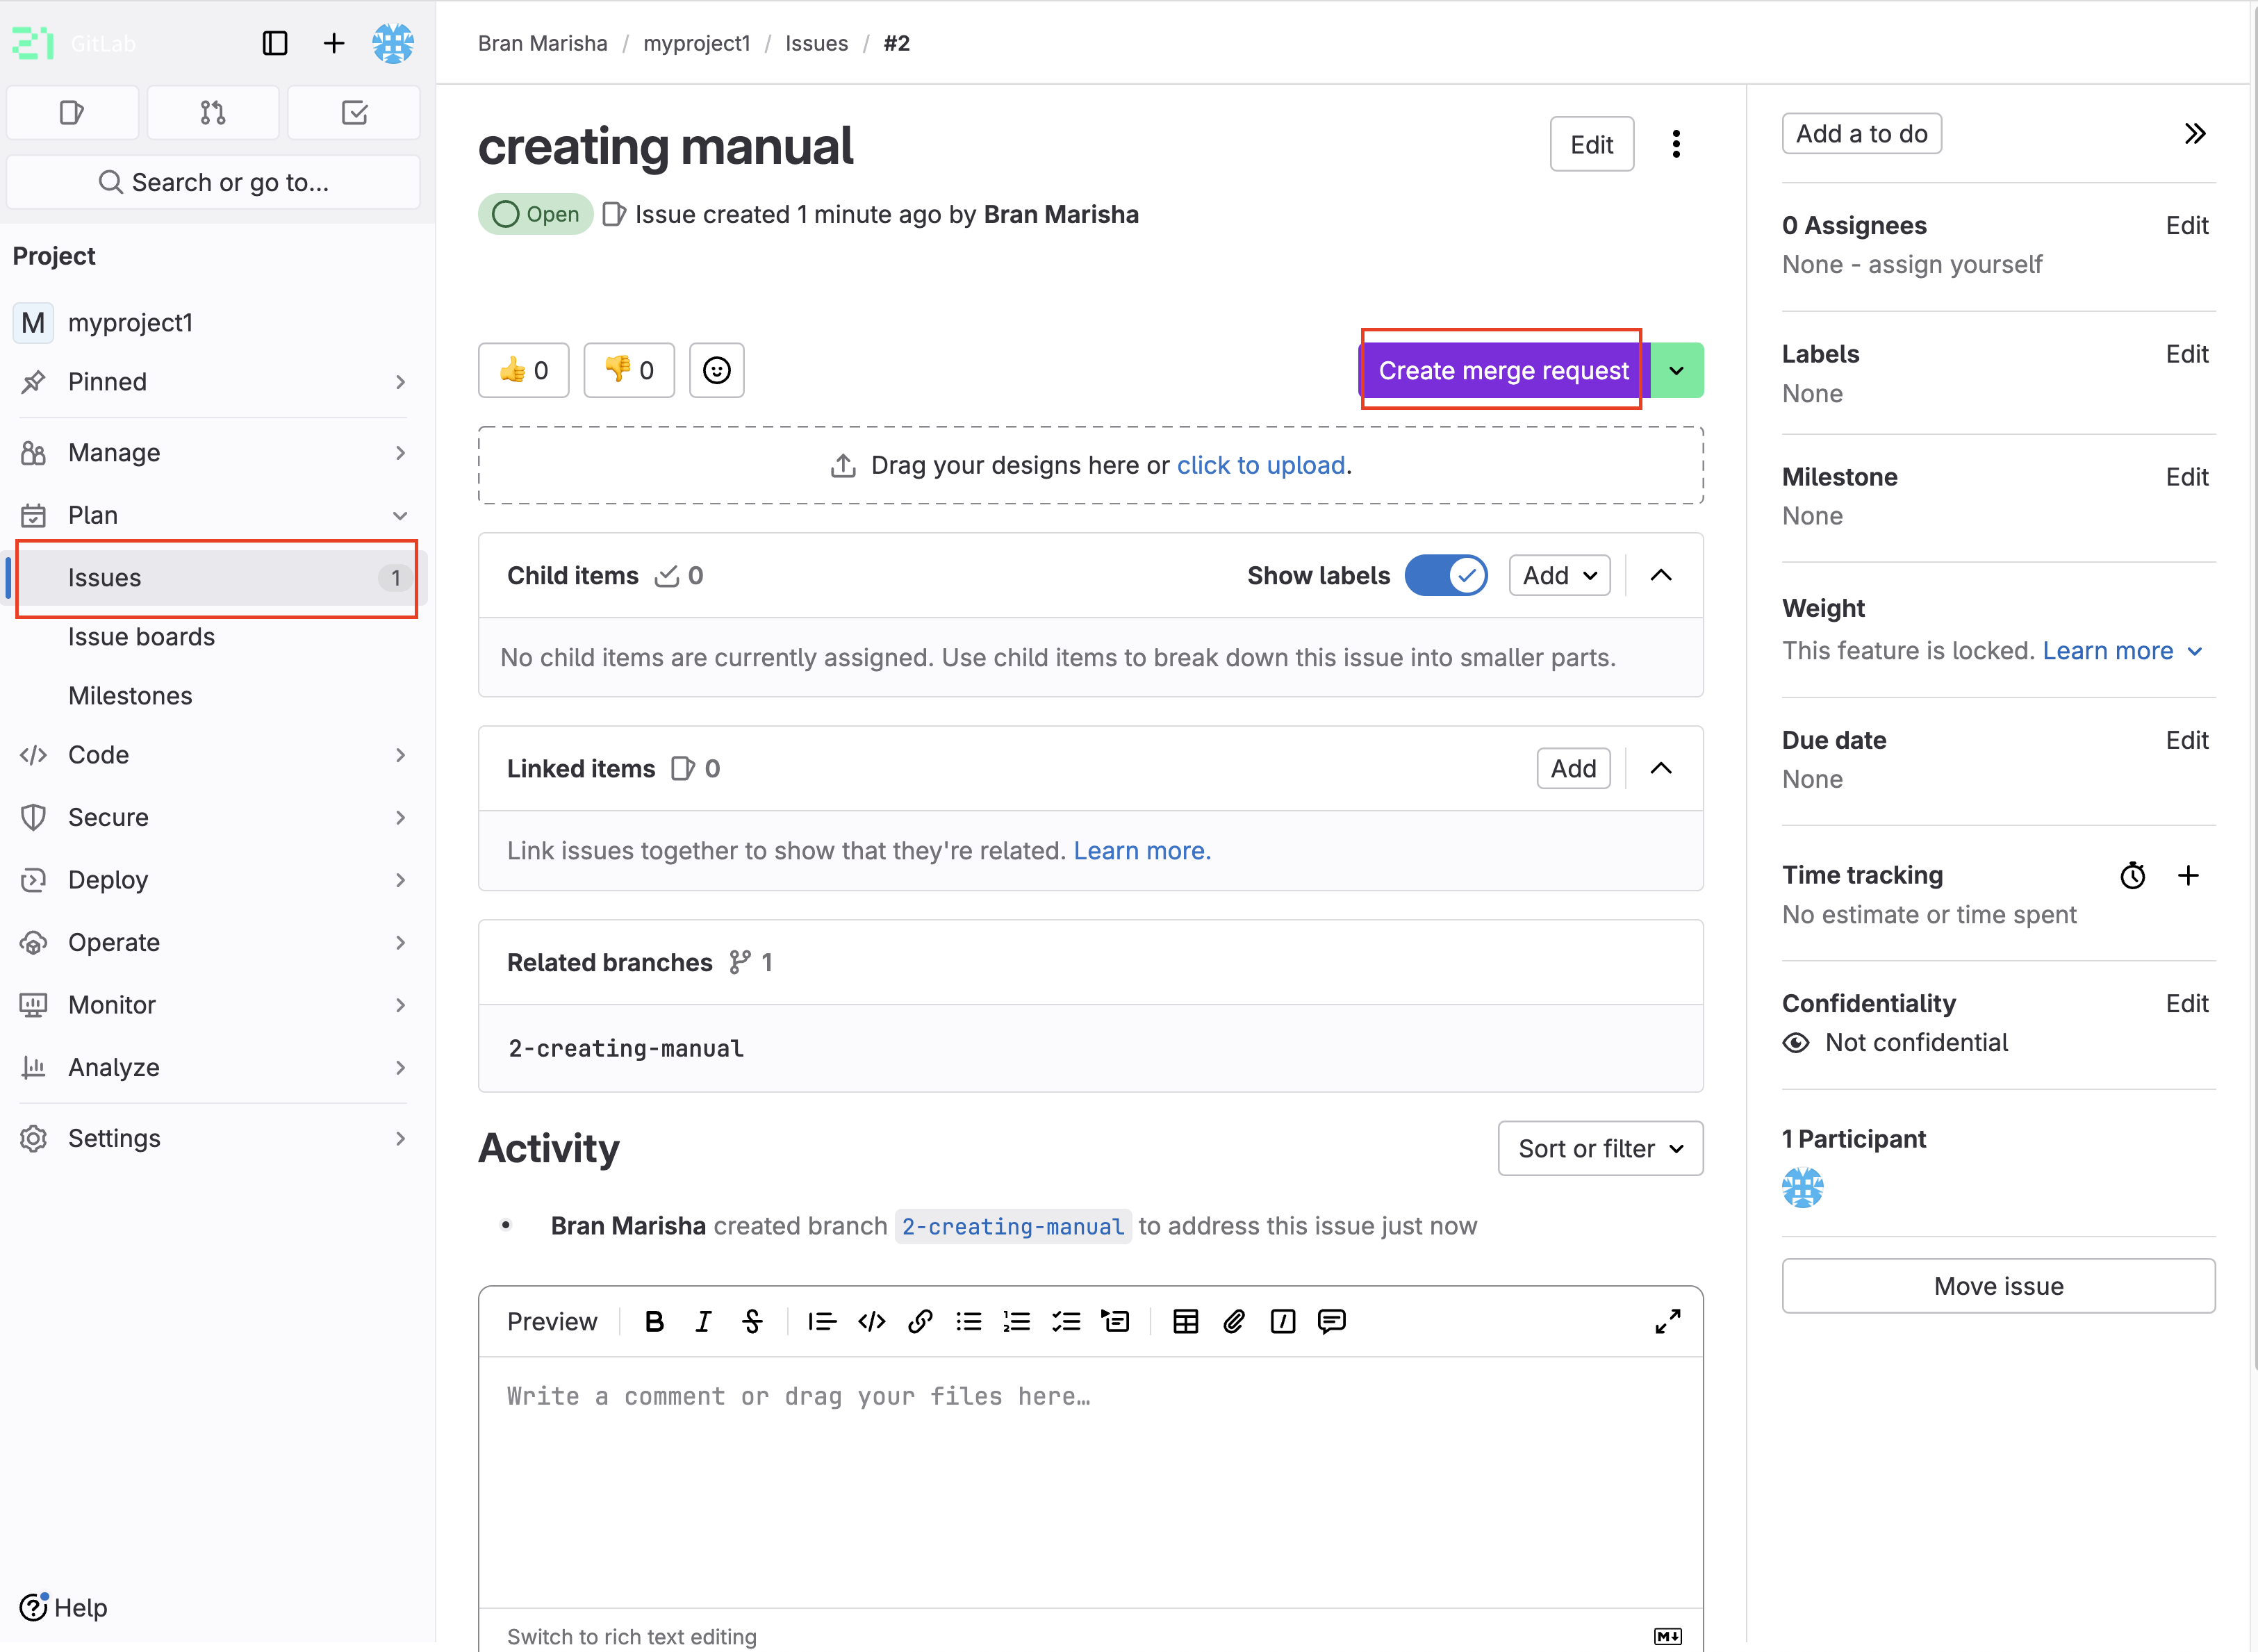 GitLab
Bran Marisha / myproject1 / Issues / #2
Search or go to...
Project
M myproject1
Pinned
Manage
Plan
Issues 1
Issue boards
Milestones
Code
Secure
Deploy
Operate
Monitor
Analyze
Settings
Help
creating manual
Edit
Open Issue created 1 minute ago by Bran Marisha
0 0
Create merge request
Drag your designs here or click to upload.
Child items 0 Show labels Add
No child items are currently assigned. Use child items to break down this issue into smaller parts.
Linked items 0 Add
Link issues together to show that they're related. Learn more.
Related branches 1
2-creating-manual
Activity
Sort or filter
Bran Marisha created branch 2-creating-manual to address this issue just now
Preview
Write a comment or drag your files here…
Switch to rich text editing
Add a to do
0 Assignees Edit
None - assign yourself
Labels Edit
None
Milestone Edit
None
Weight
This feature is locked. Learn more
Due date Edit
None
Time tracking
No estimate or time spent
Confidentiality Edit
Not confidential
1 Participant
Move issue